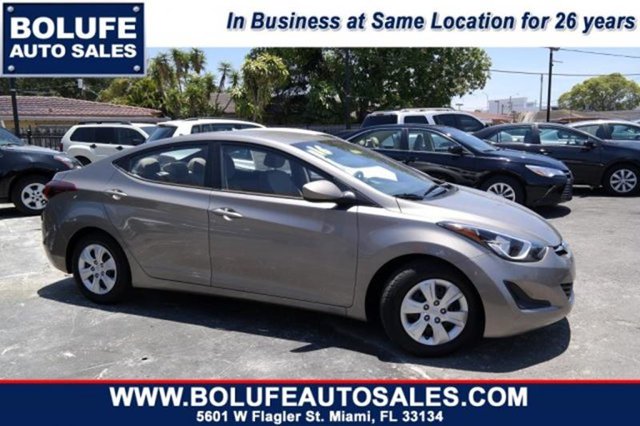 BOLUFE
AUTO SALES
In Business at Same Location for 26 years
WWW.BOLUFEAUTOSALES.COM
5601 W Flagler St. Miami, FL 33134